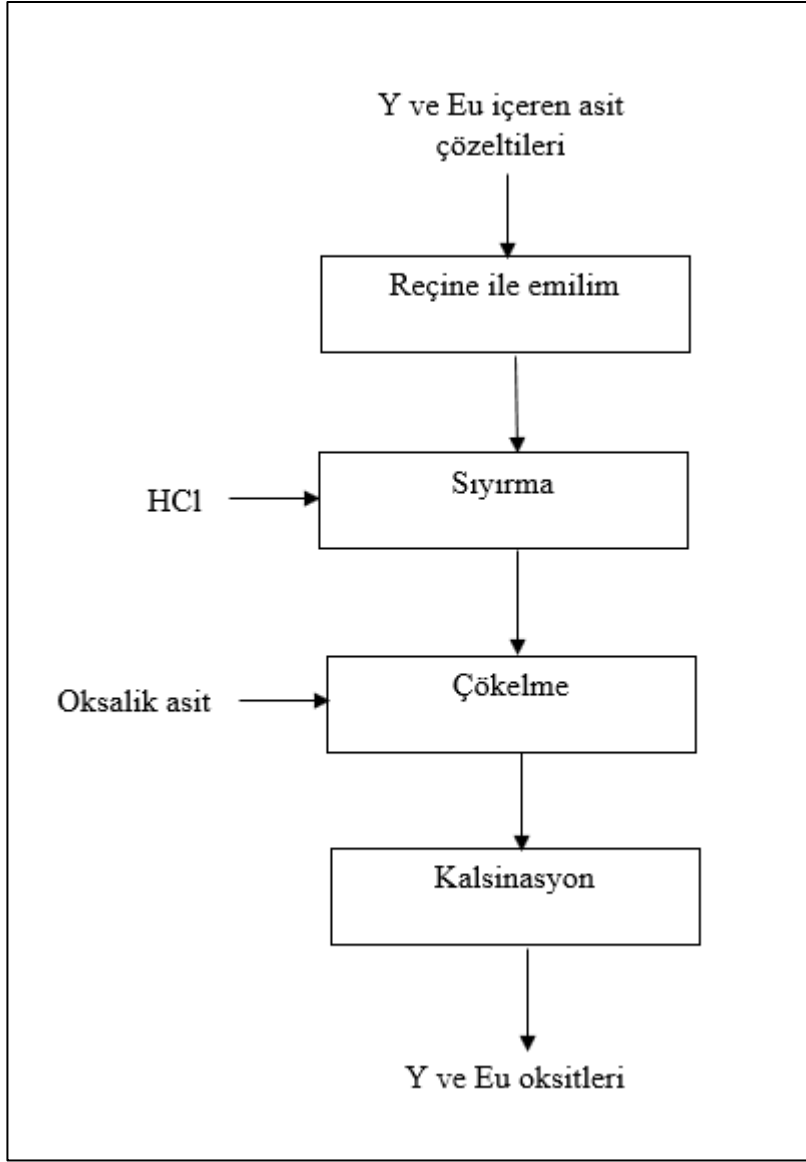 Y ve Eu içeren asit
çözeltileri
Reçine ile emilim
Sıyırma
HCl
Çökelme
Oksalik asit
Kalsinasyon
Y ve Eu oksitleri